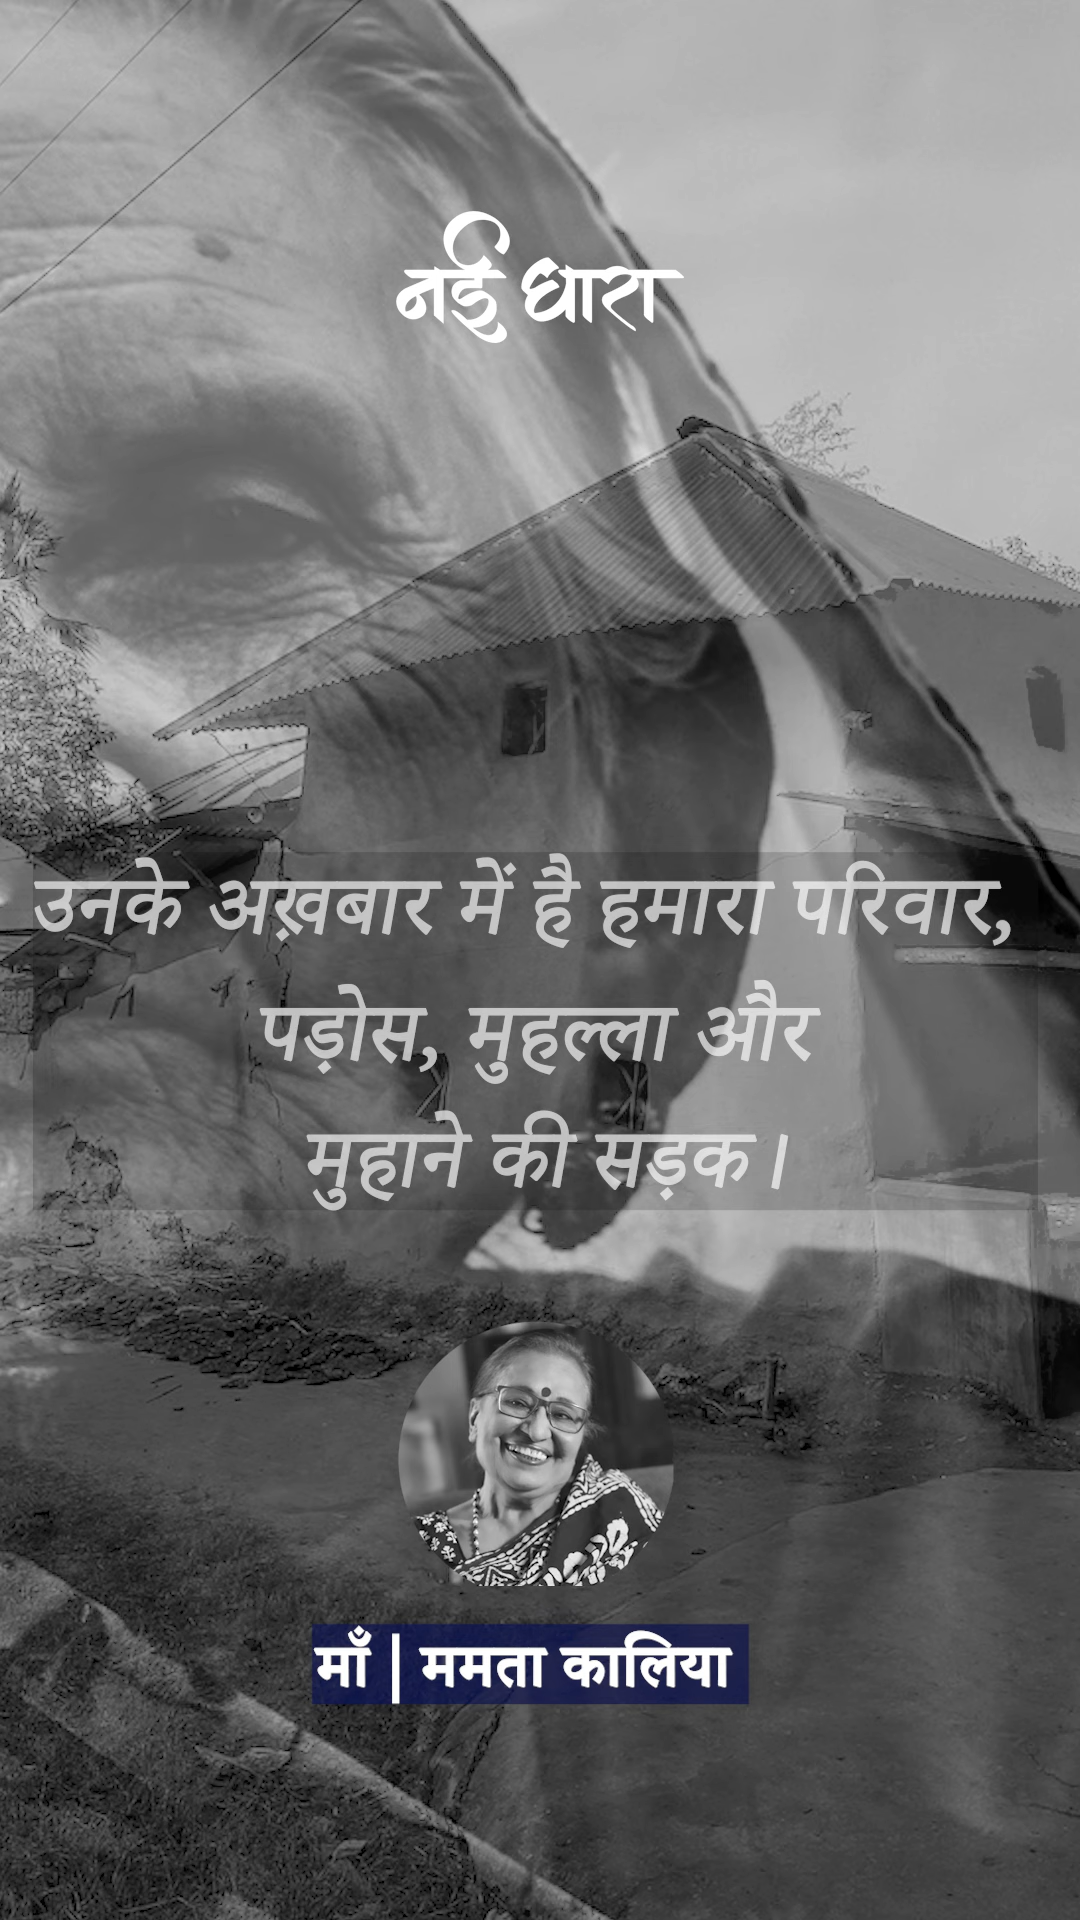 नई धारा
उनके अख़बार में है हमारा परिवार,
पड़ोस, मुहल्ला और
मुहाने की सड़क।
माँ | ममता कालिया